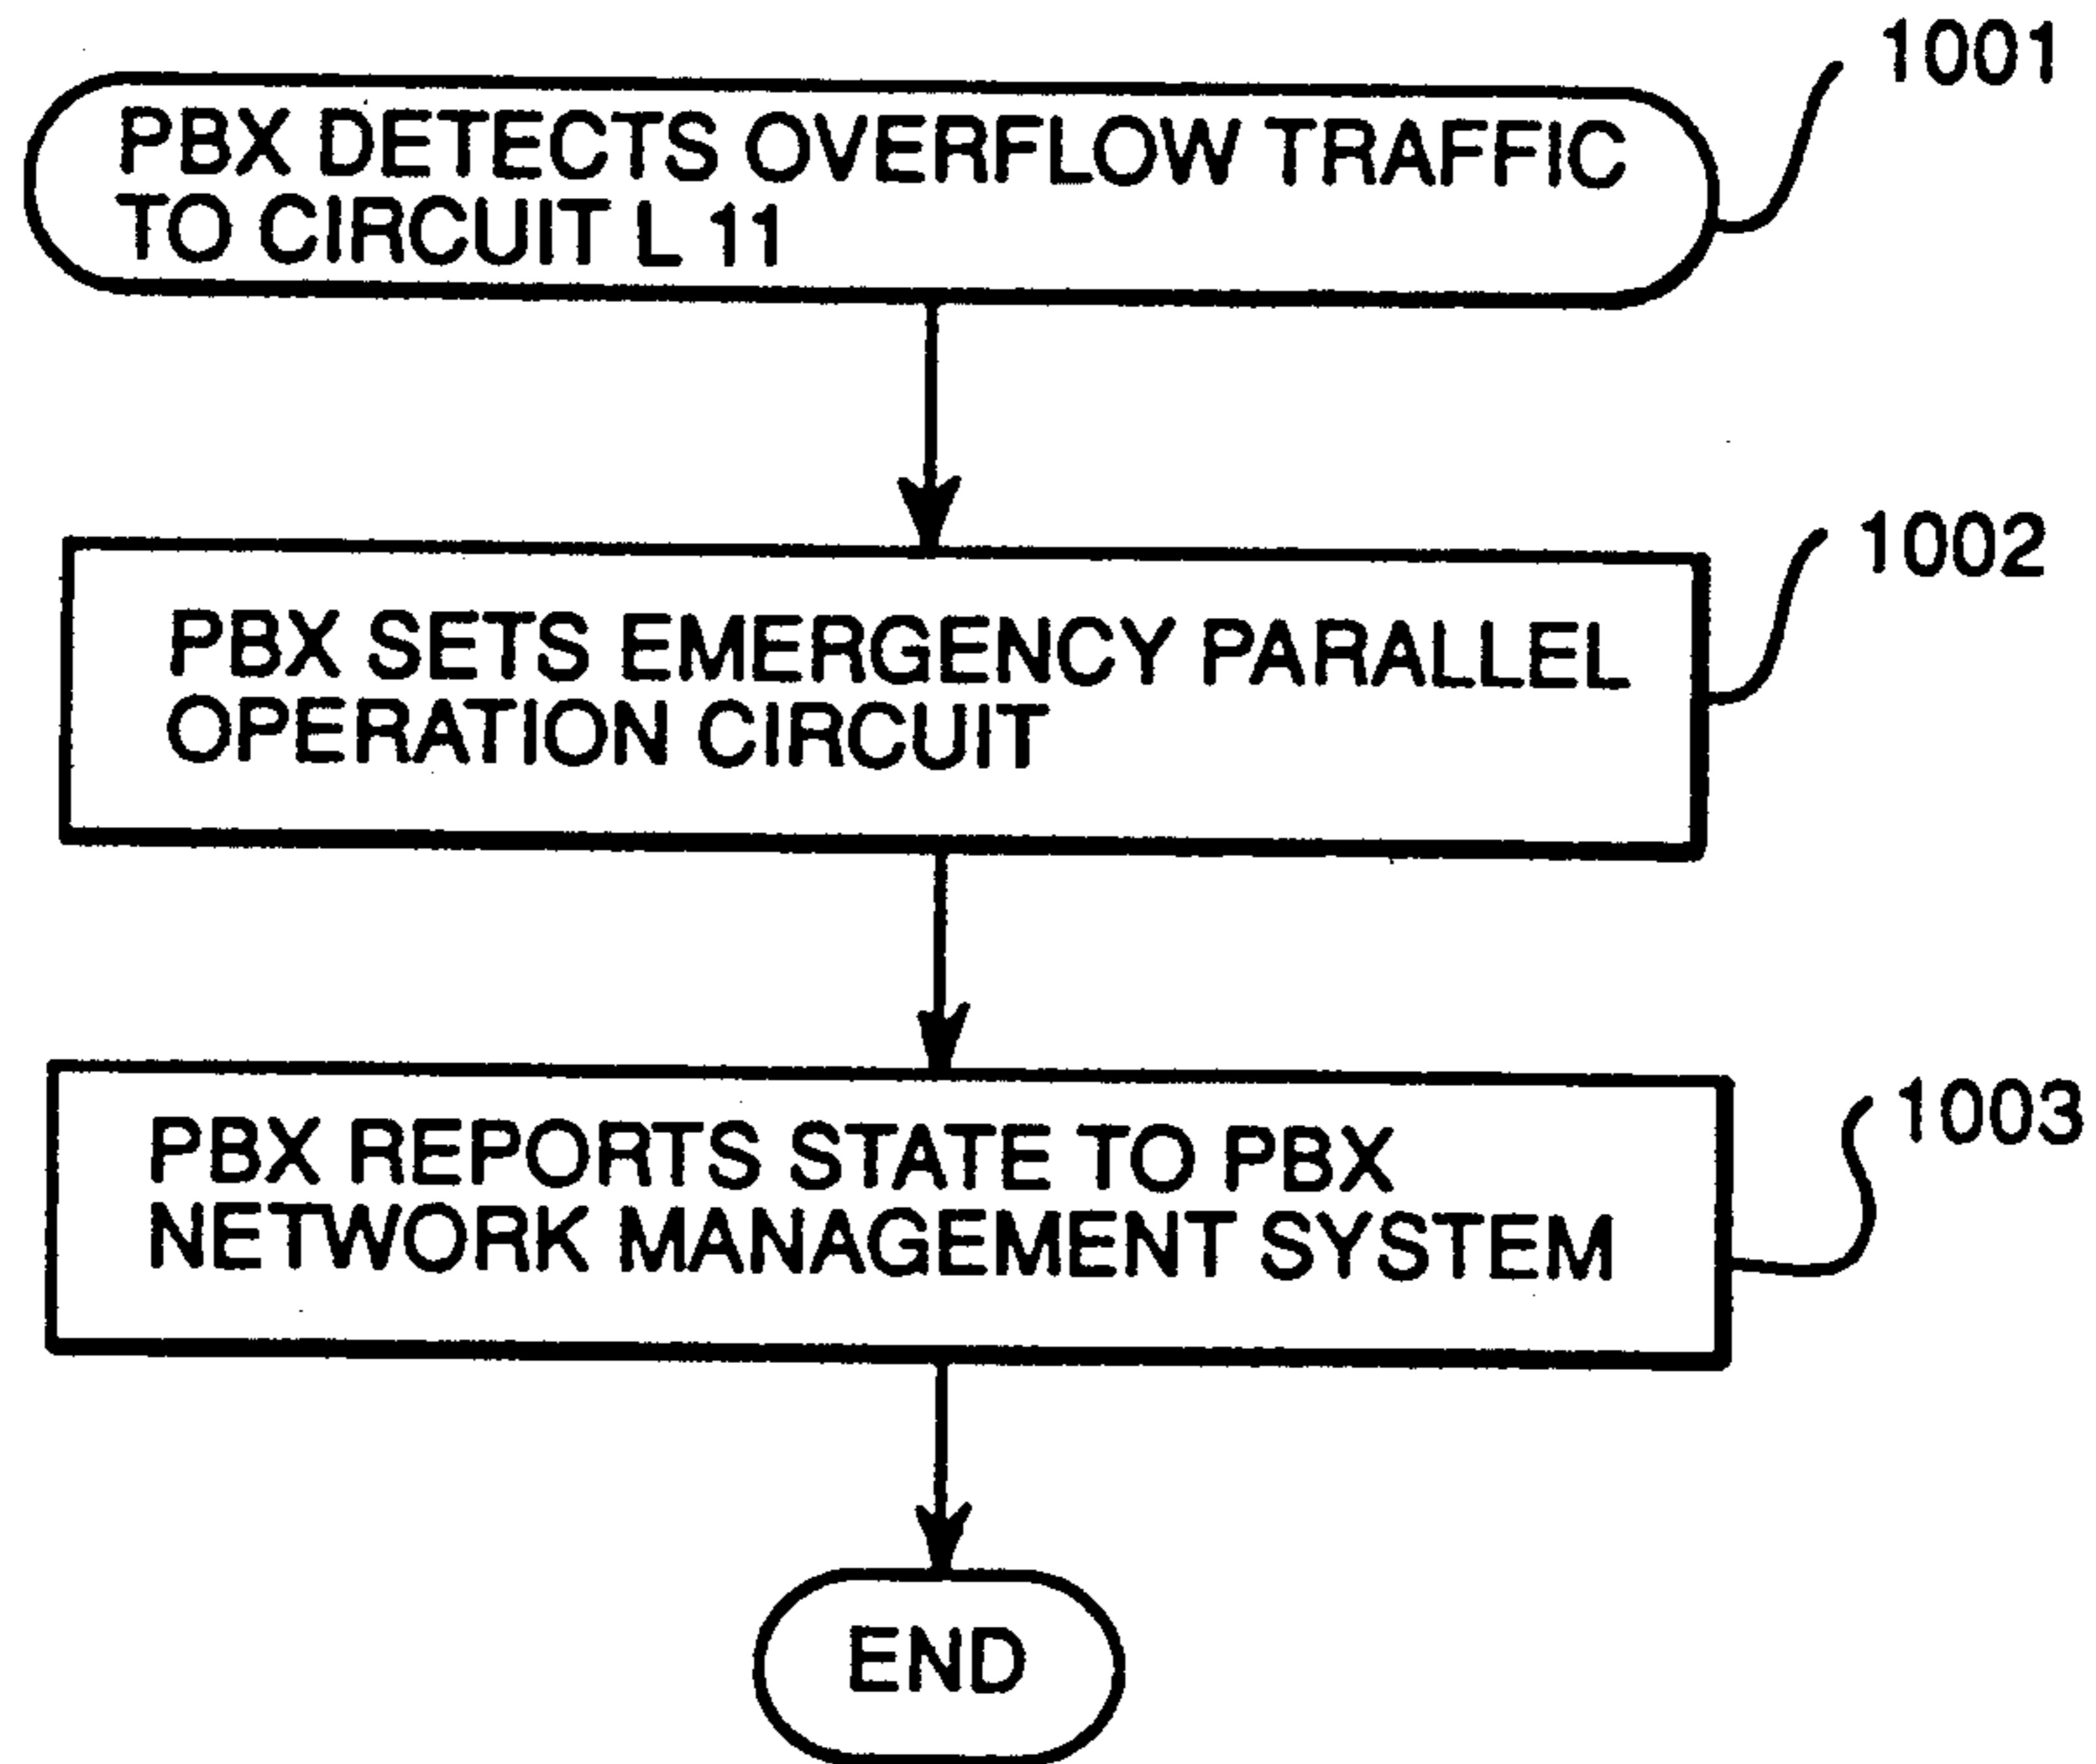 1001
PBX DETECTS OVERFLOW TRAFFIC
TO CIRCUIT L 11
1002
PBX SETS EMERGENCY PARALLEL
OPERATION CIRCUIT
1003
PBX REPORTS STATE TO PBX
NETWORK MANAGEMENT SYSTEM
END